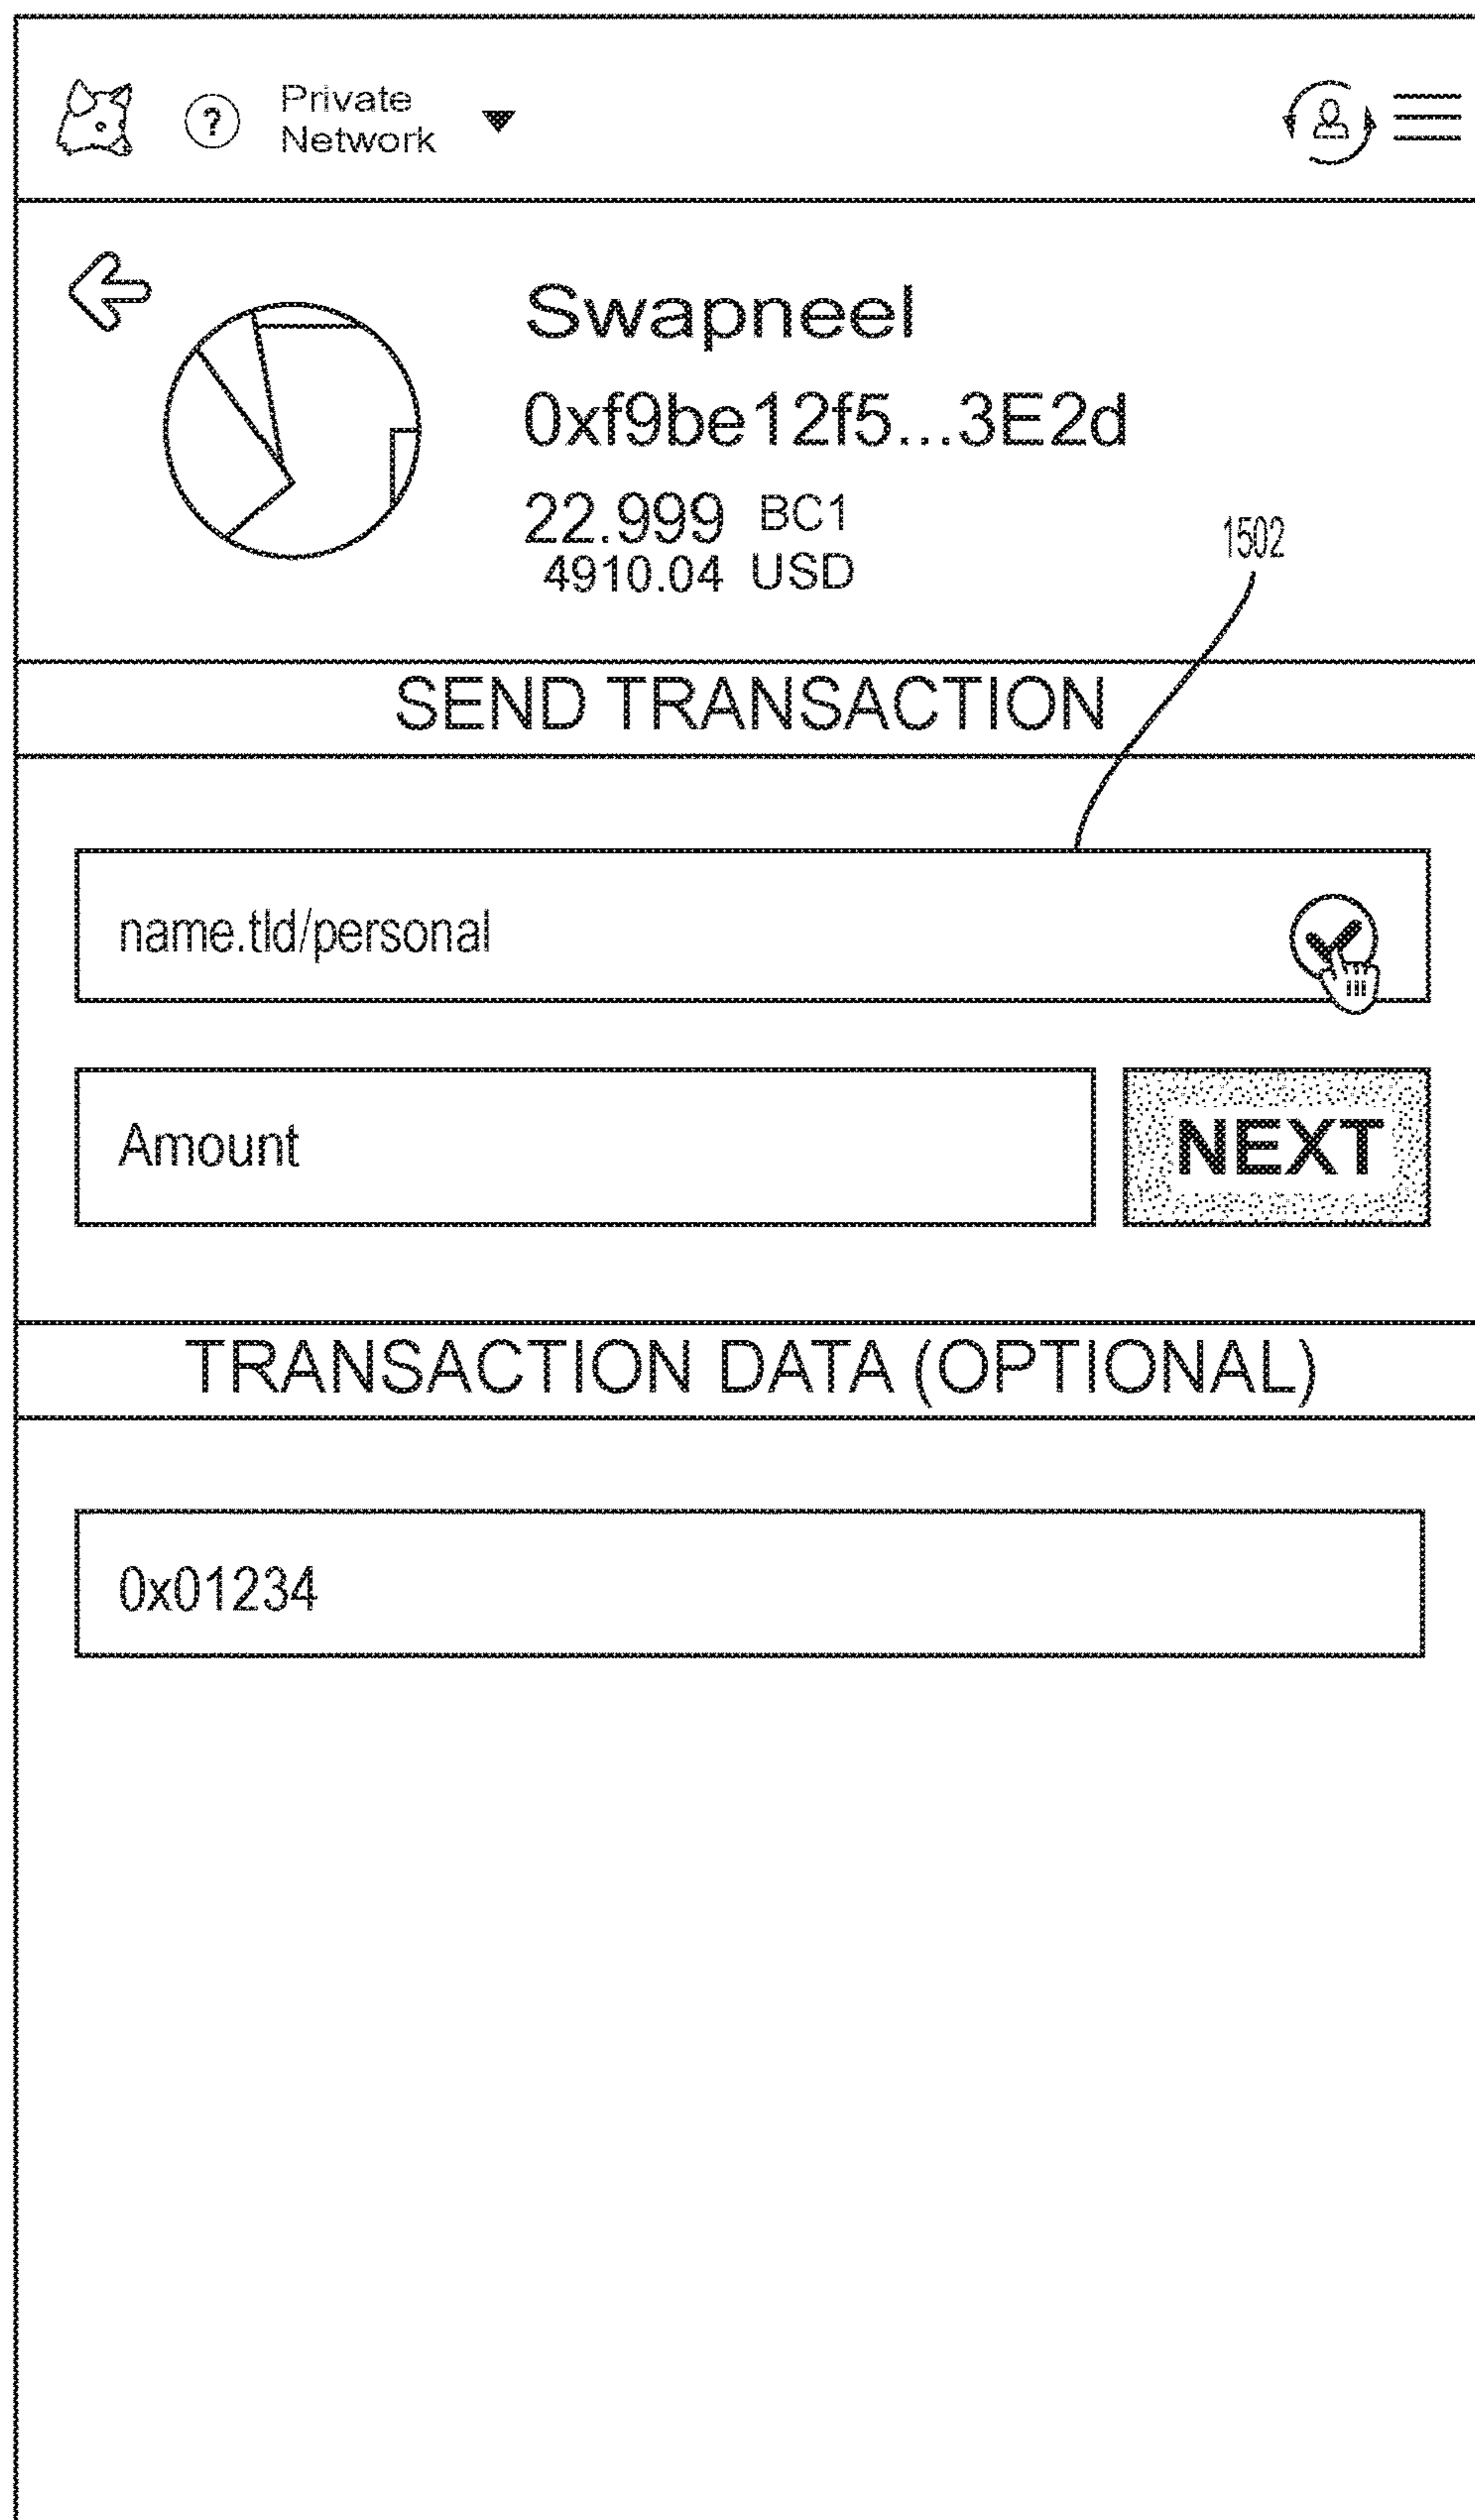 ?
Private
Network
Swapneel
0xf9be12f5...3E2d
22.999 BC1
4910.04 USD
1502
SEND TRANSACTION
name.tld/personal
Amount
NEXT
TRANSACTION DATA (OPTIONAL)
0x01234